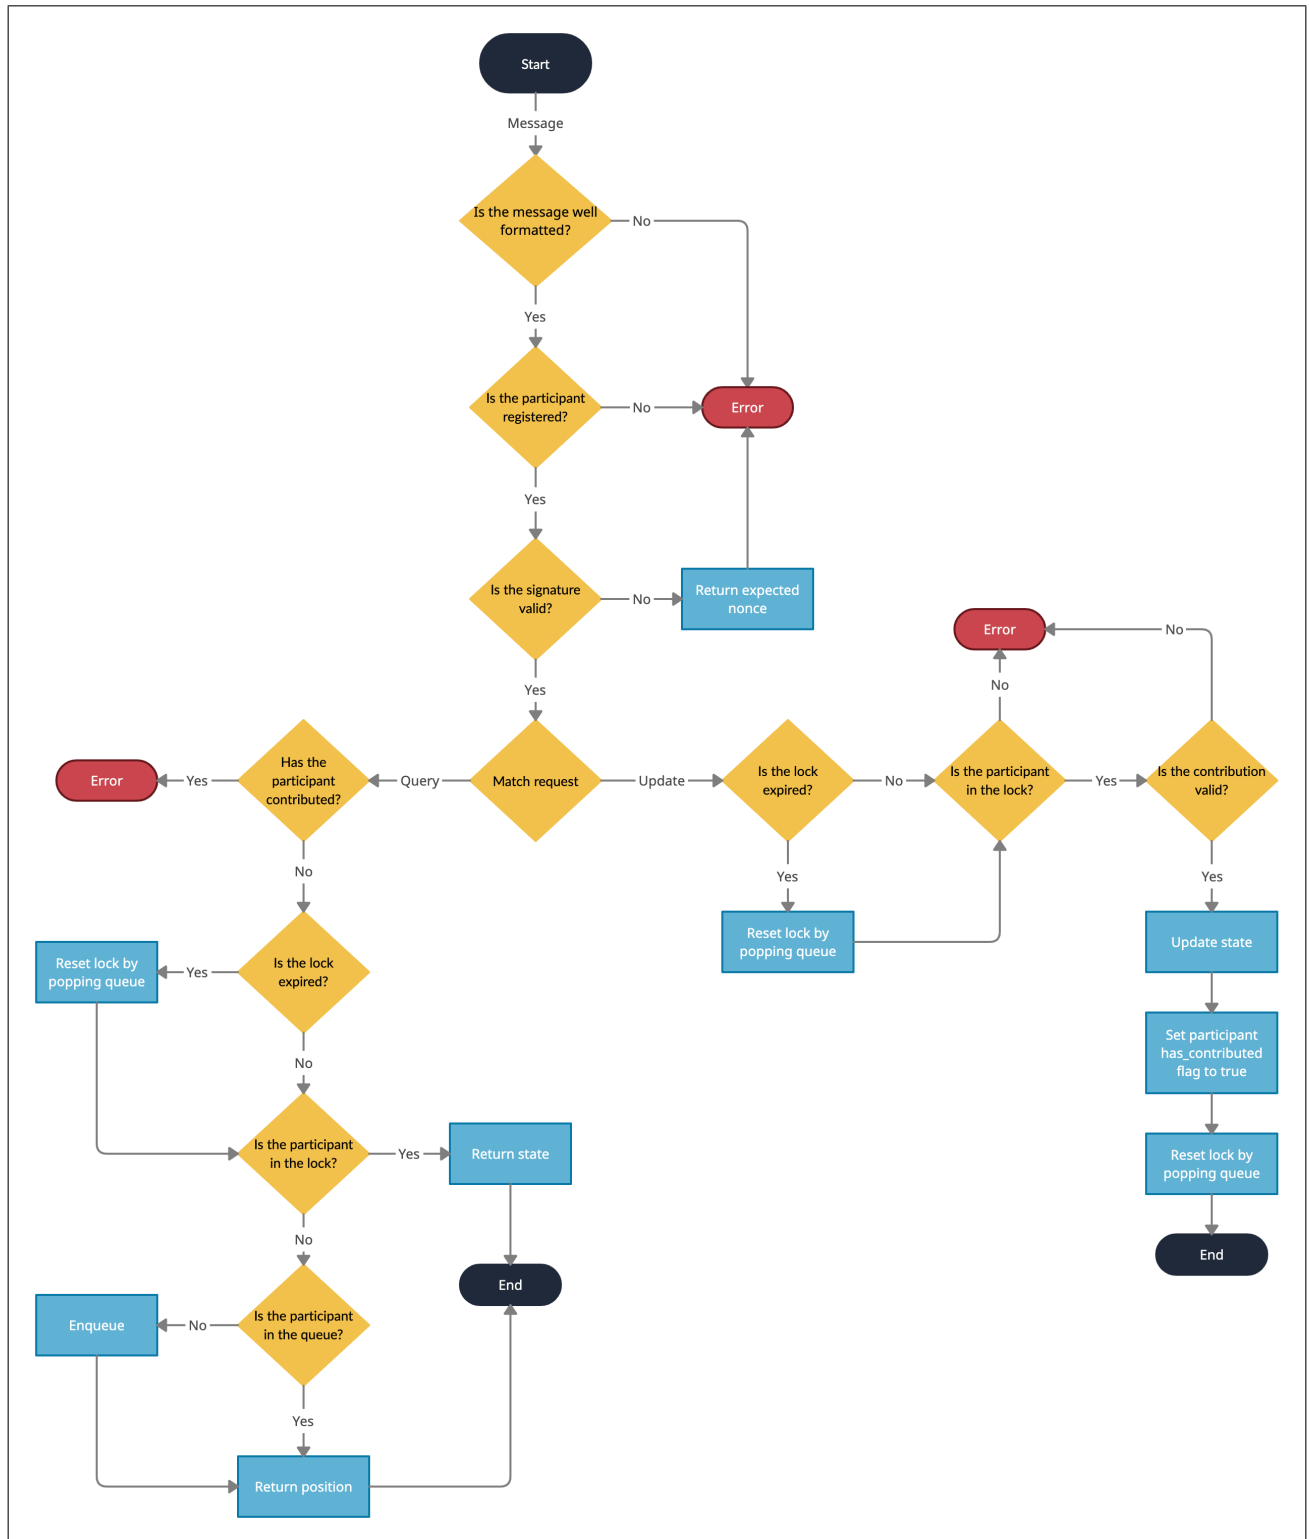 Start
Message
Is the message well
formatted?
No
Yes
Is the participant
registered?
No
Error
Yes
Is the signature
valid?
No
Return expected
nonce
Yes
Error
No
No
Error
Yes
Has the
participant
contributed?
Query
Match request
Update
Is the lock
expired?
No
Is the participant
in the lock?
Yes
Is the contribution
valid?
No
Yes
Yes
Reset lock by
popping queue
Update state
Reset lock by
popping queue
Yes
Is the lock
expired?
No
Set participant
has_contributed
flag to true
Is the participant
in the lock?
Yes
Return state
Reset lock by
popping queue
No
End
End
Enqueue
No
Is the participant
in the queue?
Yes
Return position